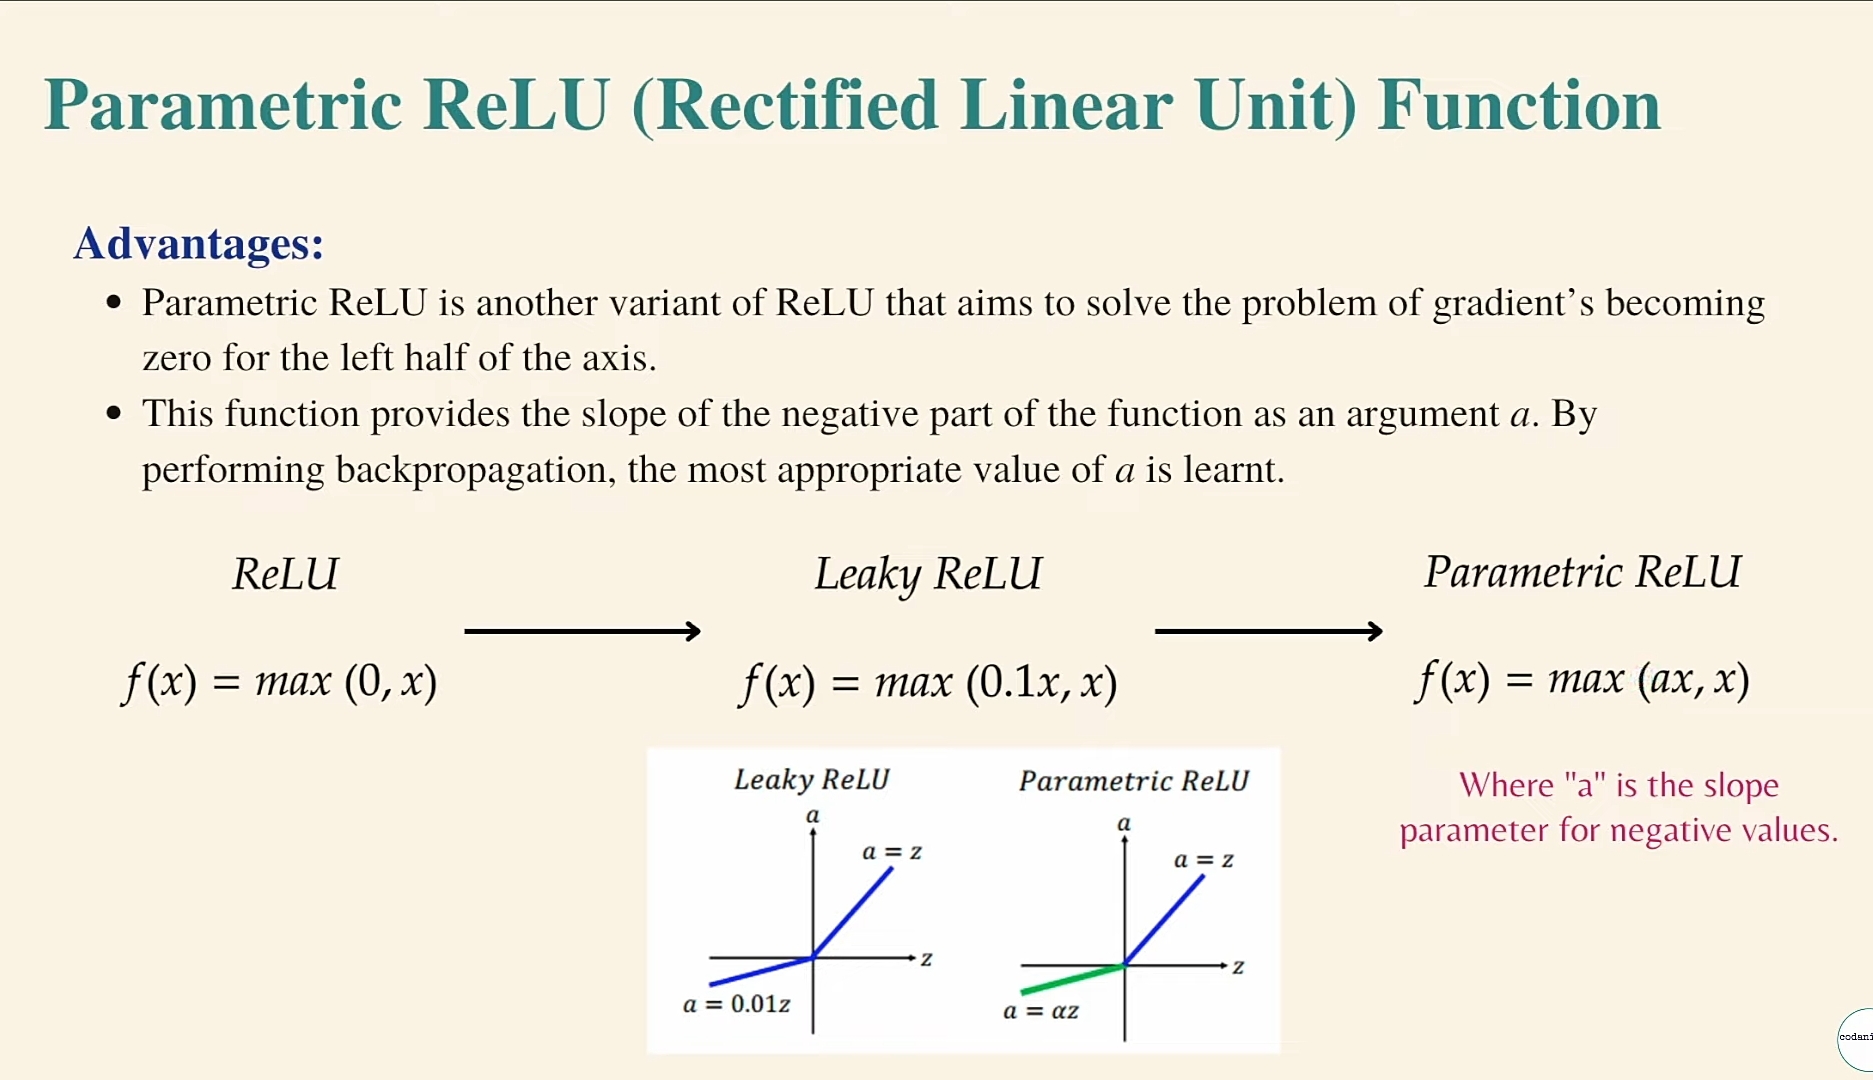 Parametric ReLU (Rectified Linear Unit) Function
Advantages:
• Parametric ReLU is another variant of ReLU that aims to solve the problem of gradient's becoming
zero for the left half of the axis.
• This function provides the slope of the negative part of the function as an argument a. By
performing backpropagation, the most appropriate value of a is learnt.
ReLU
f(x) = max (0, x)
Leaky ReLU
f(x) = max (0.1x, x)
Parametric ReLU
f(x) = max (ax, x)
Where "a" is the slope
parameter for negative values.
Leaky ReLU
a
a = z
z
a = 0.01z
Parametric ReLU
a
a = z
z
a = αz